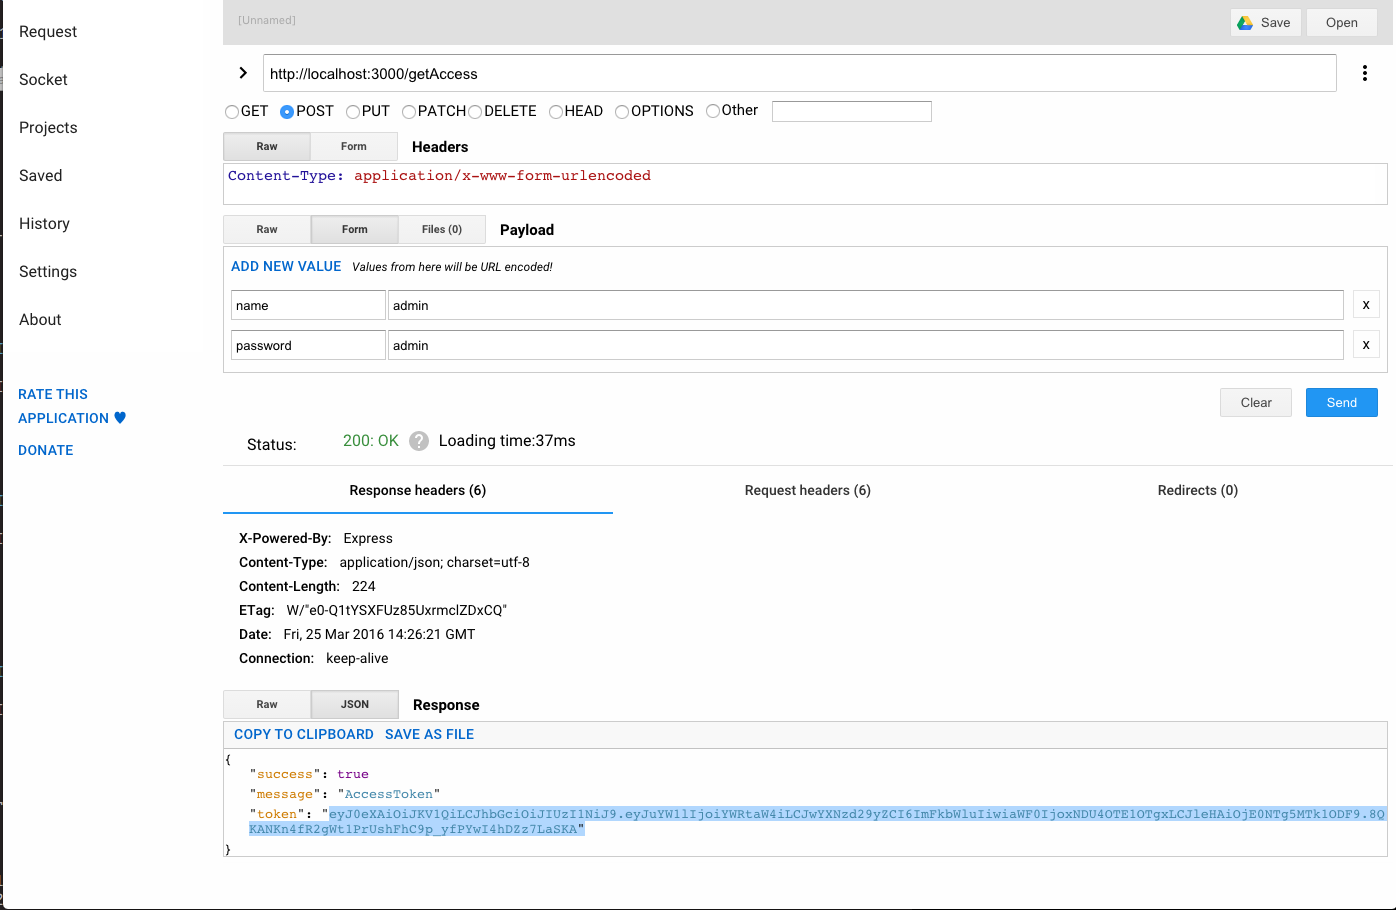 [Unnamed]
Save
Open
Request
Socket
Projects
Saved
History
Settings
About
RATE THIS
APPLICATION
DONATE
http://localhost:3000/getAccess
GET POST PUT PATCH DELETE HEAD OPTIONS Other
Raw Form Headers
Content-Type: application/x-www-form-urlencoded
Raw Form Files (0) Payload
ADD NEW VALUE Values from here will be URL encoded!
name admin x
password admin x
Clear Send
Status: 200: OK ? Loading time:37ms
Response headers (6) Request headers (6) Redirects (0)
X-Powered-By: Express
Content-Type: application/json; charset=utf-8
Content-Length: 224
ETag: W/"e0-Q1tYSXFUz85UxrmclZDxCQ"
Date: Fri, 25 Mar 2016 14:26:21 GMT
Connection: keep-alive
Raw JSON Response
COPY TO CLIPBOARD SAVE AS FILE
{
"success": true
"message": "AccessToken"
"token": "eyJ0eXAiOiJKV1QiLCJhbGciOiJIUzI1NiJ9.eyJuYW1lIjoiYWRtaW4iLCJwYXNzd29yZCI6ImFkbWluIiwiaWF0IjoxNDU4OTE1OTgxLCJleHAiOjE0NTg5MTk1ODF9.8Q
KANKn4fR2gWt1PrUshFhC9p_yfPYwI4hDZz7LaSKA"
}